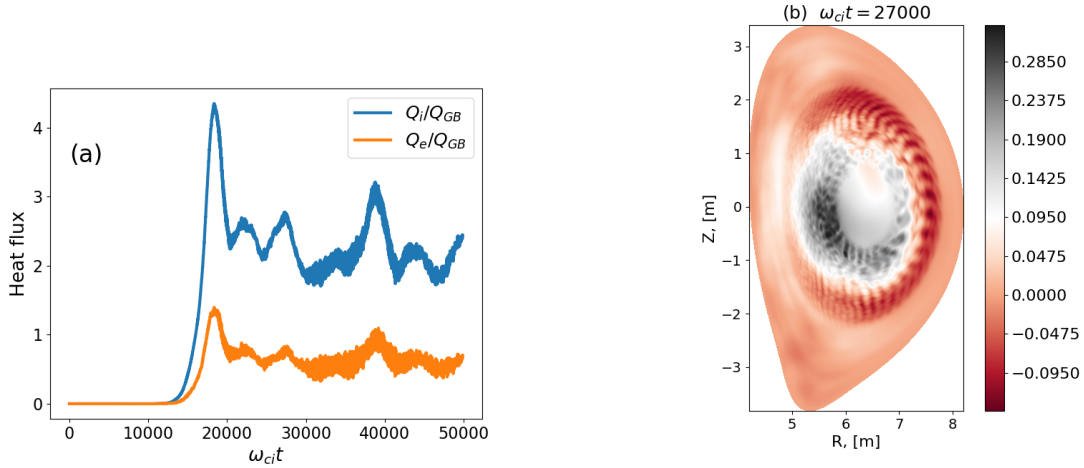 (a)
Q_i/Q_GB
Q_e/Q_GB
Heat flux
4
3
2
1
0
0 10000 20000 30000 40000 50000
ω_ci t
(b) ω_ci t = 27000
Z, [m]
3
2
1
0
−1
−2
−3
5 6 7 8
R, [m]
0.2850
0.2375
0.1900
0.1425
0.0950
0.0475
0.0000
−0.0475
−0.0950